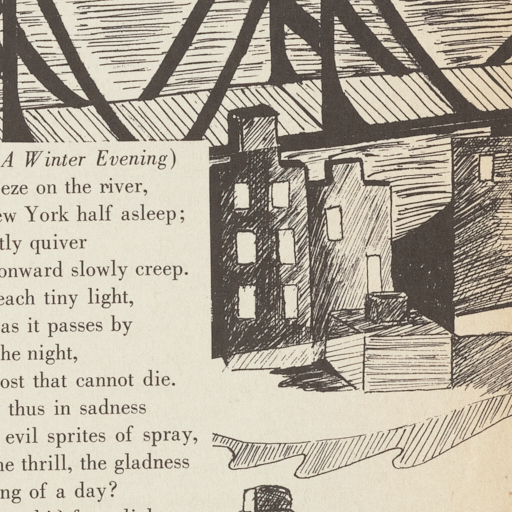 A Winter Evening)
eze on the river,
ew York half asleep;
tly quiver
onward slowly creep.
each tiny light,
as it passes by
he night,
ost that cannot die.
thus in sadness
evil sprites of spray,
he thrill, the gladness
ng of a day?